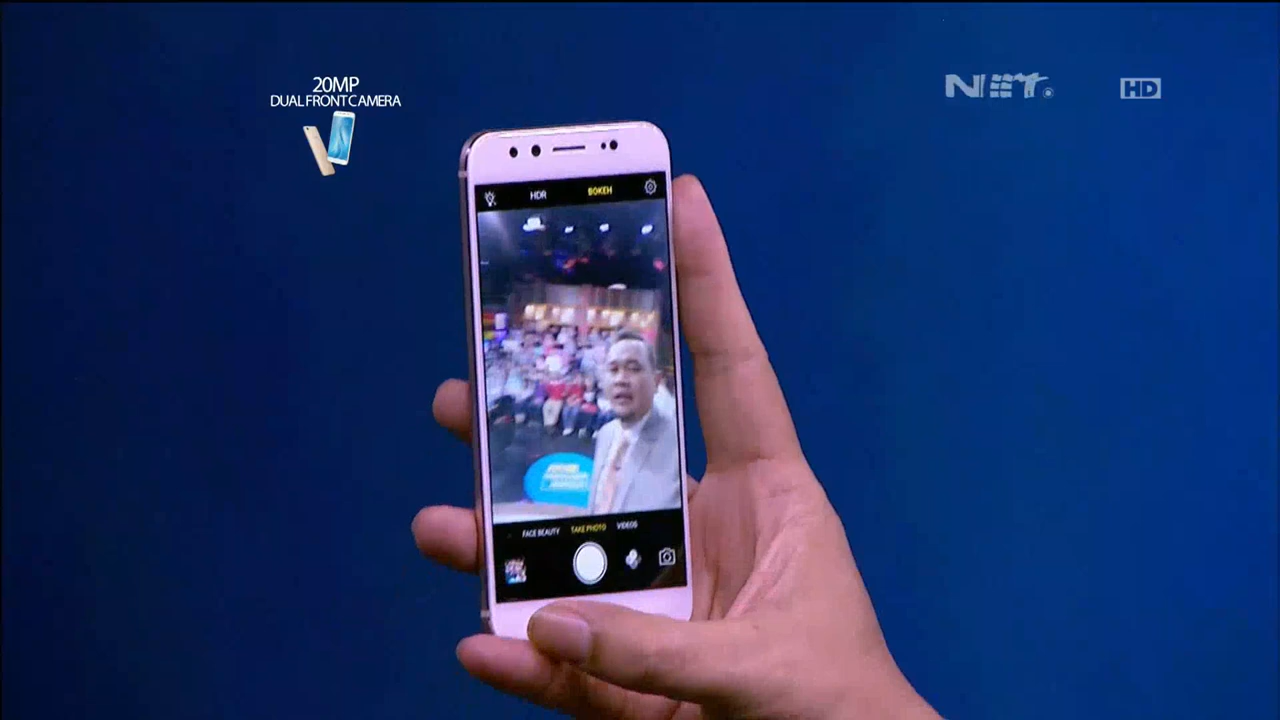 20MP
DUAL FRONT CAMERA
NET.
HD
HDR
BOKEH
FACE BEAUTY
TAKE PHOTO
VIDEOS